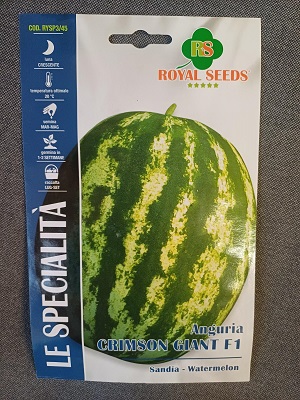 COD. RYSP3/45
luna
CRESCENTE
temperatura ottimale
20 °C
semina
MAR-MAG
germina in
1-2 SETTIMANE
raccolta
LUG-SET
LE SPECIALITÀ
RS
ROYAL SEEDS
Anguria
CRIMSON GIANT F1
Sandía - Watermelon